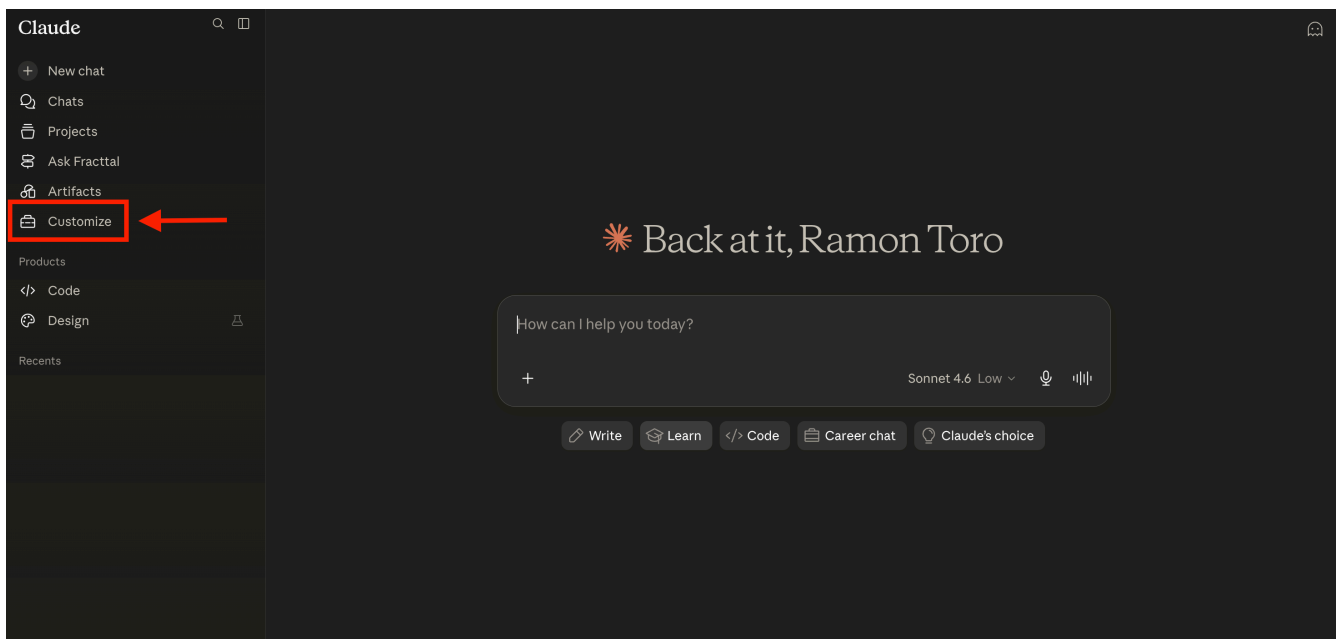 Claude
New chat
Chats
Projects
Ask Fracttal
Artifacts
Customize
Products
Code
Design
Recents
Back at it, Ramon Toro
How can I help you today?
Sonnet 4.6 Low
Write
Learn
Code
Career chat
Claude's choice